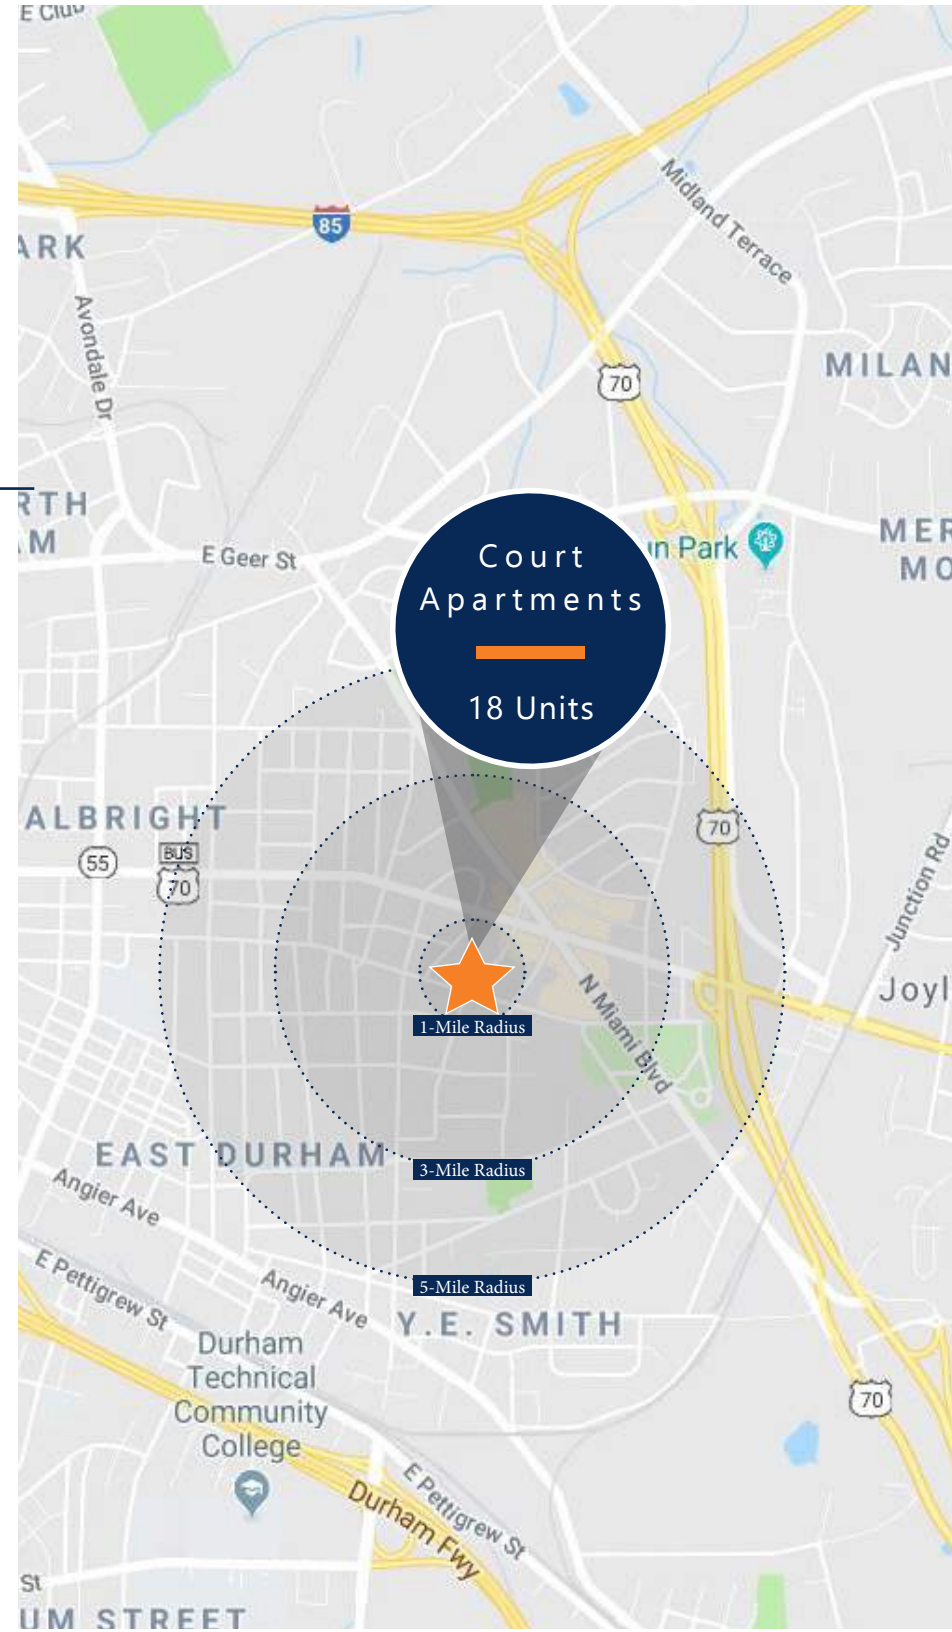 E Club
85
Midland Terrace
ARK
Avondale Dr
70
MILAN
RTH
AM
E Geer St
Court
Apartments
18 Units
un Park
MER
MO
ALBRIGHT
55
BUS
70
70
Junction Rd
Joyl
N Miami Blvd
1-Mile Radius
EAST DURHAM
3-Mile Radius
Angier Ave
E Pettigrew St
Angier Ave
5-Mile Radius
Y.E. SMITH
Durham
Technical
Community
College
70
E Pettigrew St
Durham Fwy
St
UM STREET